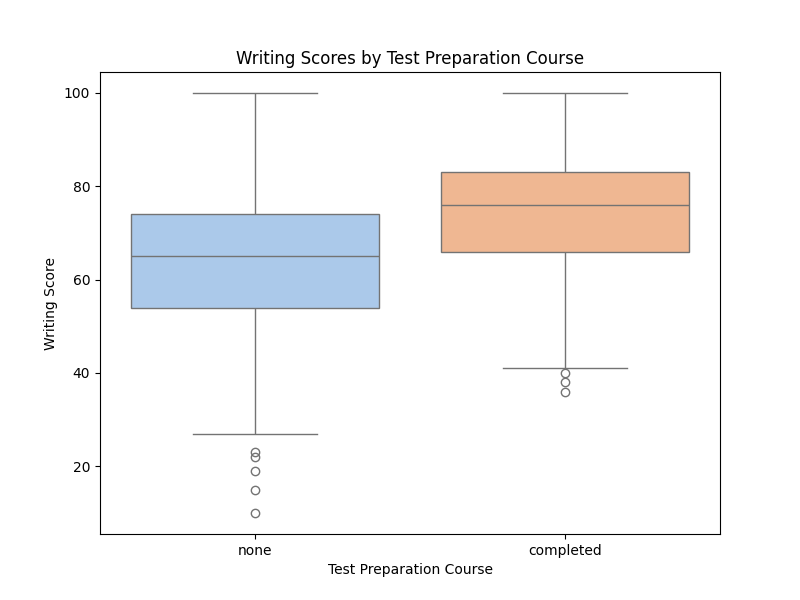 Writing Scores by Test Preparation Course
100
80
60
40
20
Writing Score
none
completed
Test Preparation Course